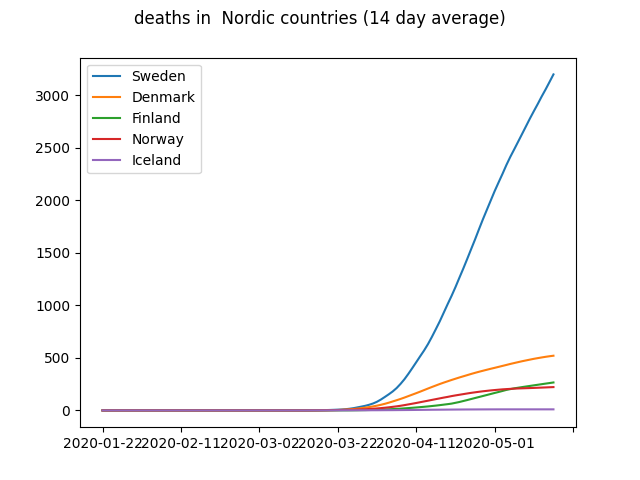 deaths in  Nordic countries (14 day average)
Sweden
Denmark
Finland
Norway
Iceland
3000
2500
2000
1500
1000
500
0
2020-01-22 2020-02-11 2020-03-02 2020-03-22 2020-04-11 2020-05-01